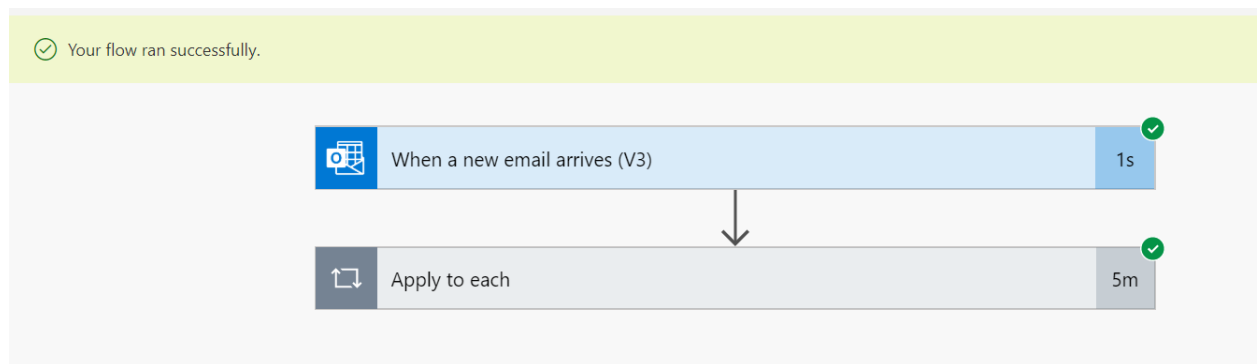 Your flow ran successfully.
When a new email arrives (V3)
1s
Apply to each
5m